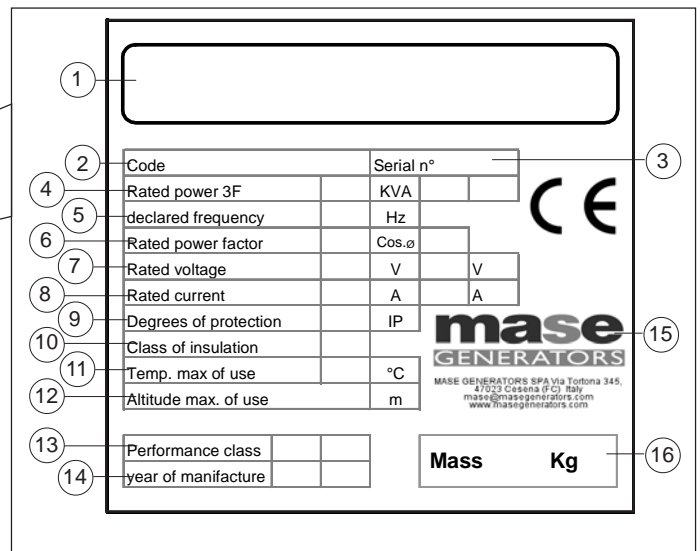 1
2 Code Serial n° 3
4 Rated power 3F KVA
5 declared frequency Hz
6 Rated power factor Cos.ø
7 Rated voltage V V
8 Rated current A A
9 Degrees of protection IP
10 Class of insulation
11 Temp. max of use °C
12 Altitude max. of use m
CE
mase 15
GENERATORS
MASE GENERATORS SPA Via Tortona 345,
47023 Cesena (FC) Italy
mase@masegenerators.com
www.masegenerators.com
13 Performance class
14 year of manifacture
Mass Kg 16